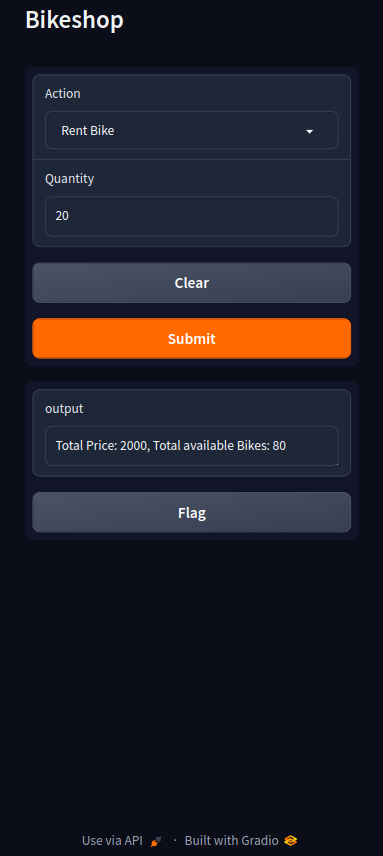 Bikeshop
Action
Rent Bike
Quantity
20
Clear
Submit
output
Total Price: 2000, Total available Bikes: 80
Flag
Use via API · Built with Gradio